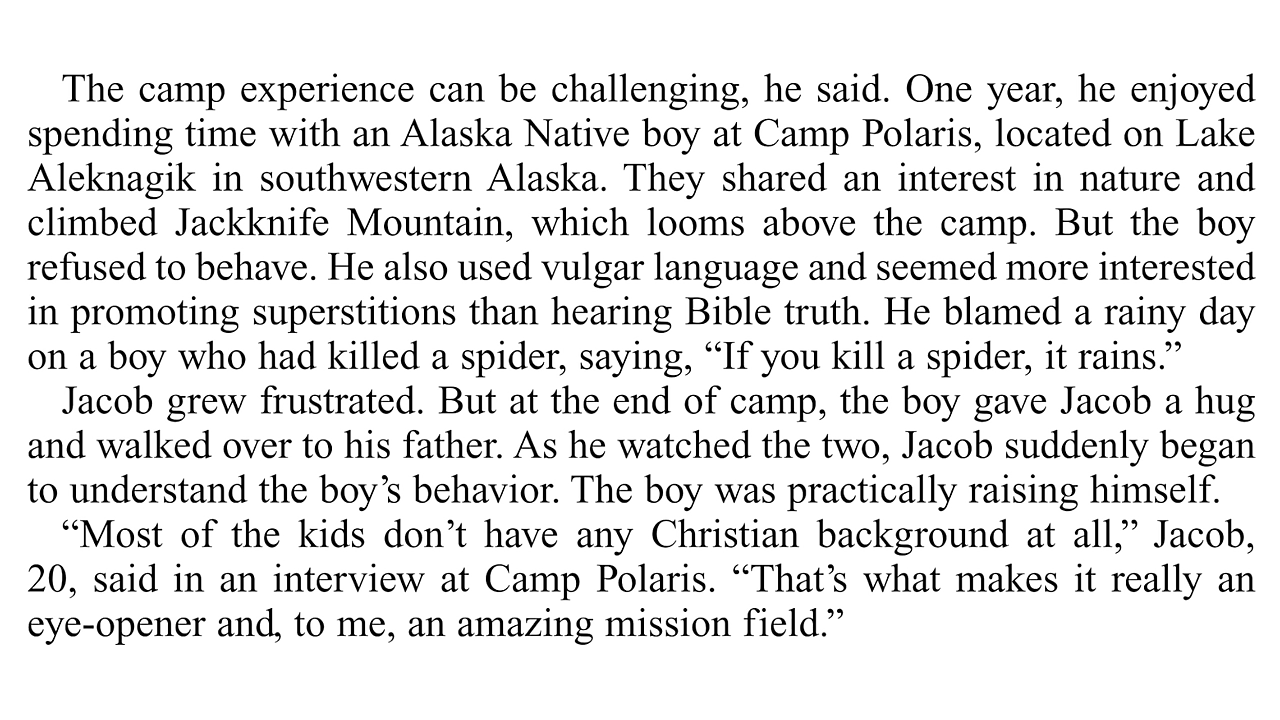 The camp experience can be challenging, he said. One year, he enjoyed
spending time with an Alaska Native boy at Camp Polaris, located on Lake
Aleknagik in southwestern Alaska. They shared an interest in nature and
climbed Jackknife Mountain, which looms above the camp. But the boy
refused to behave. He also used vulgar language and seemed more interested
in promoting superstitions than hearing Bible truth. He blamed a rainy day
on a boy who had killed a spider, saying, “If you kill a spider, it rains.”
Jacob grew frustrated. But at the end of camp, the boy gave Jacob a hug
and walked over to his father. As he watched the two, Jacob suddenly began
to understand the boy’s behavior. The boy was practically raising himself.
“Most of the kids don’t have any Christian background at all,” Jacob,
20, said in an interview at Camp Polaris. “That’s what makes it really an
eye-opener and, to me, an amazing mission field.”